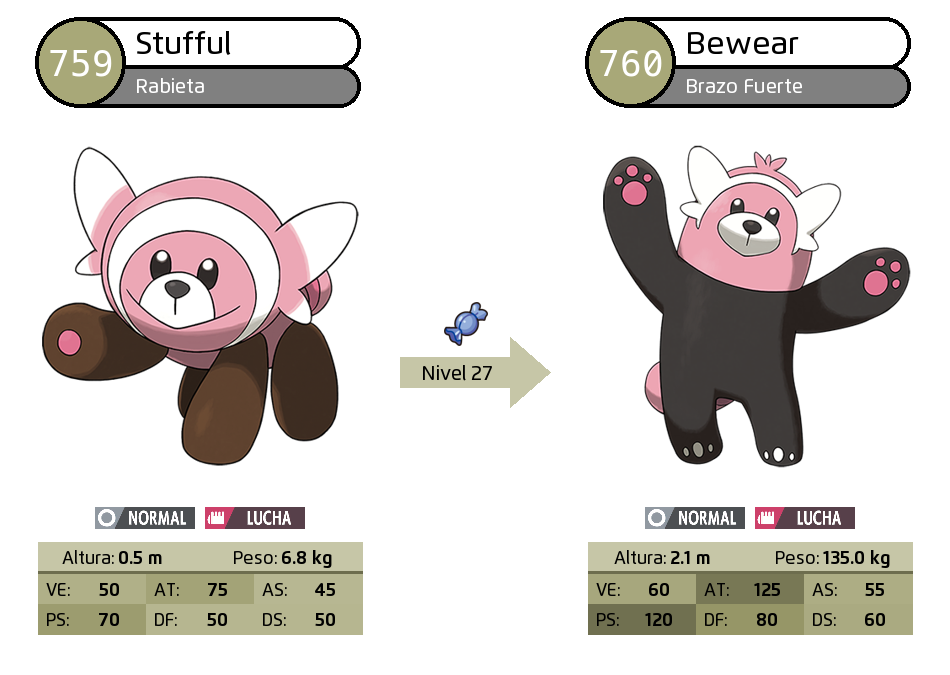 759 Stufful
Rabieta
760 Bewear
Brazo Fuerte
Nivel 27
NORMAL LUCHA
Altura: 0.5 m Peso: 6.8 kg
VE: 50 AT: 75 AS: 45
PS: 70 DF: 50 DS: 50
NORMAL LUCHA
Altura: 2.1 m Peso: 135.0 kg
VE: 60 AT: 125 AS: 55
PS: 120 DF: 80 DS: 60